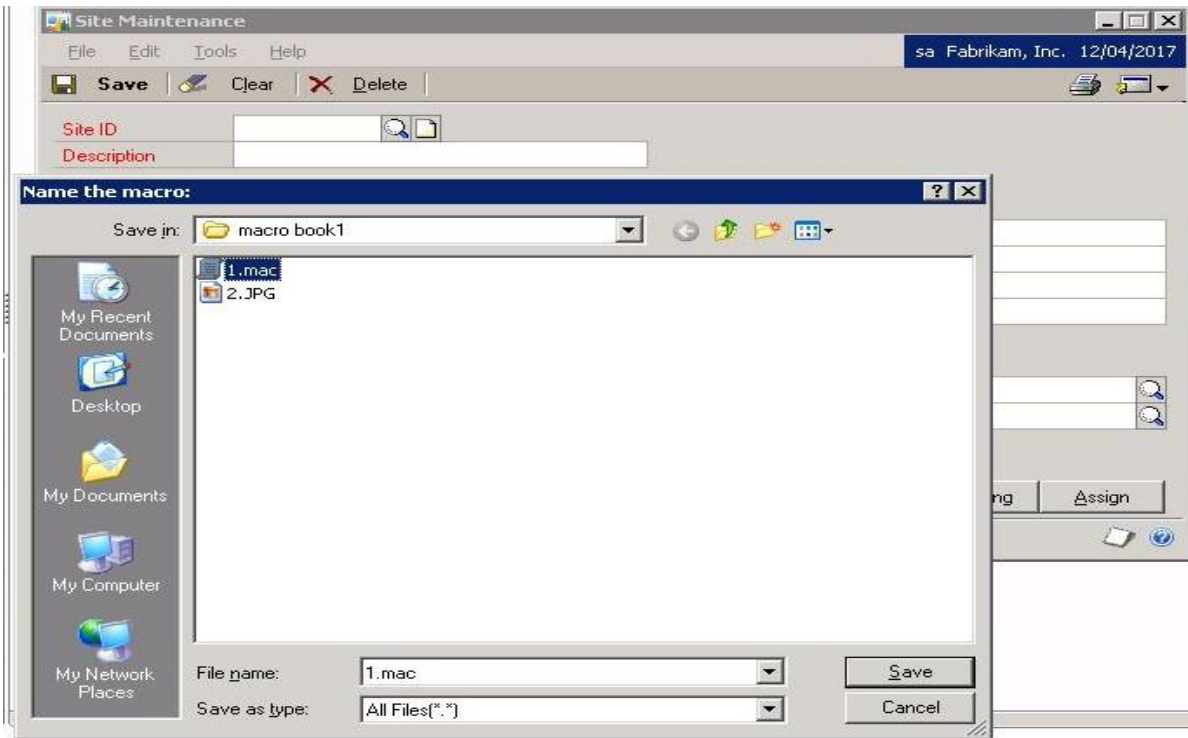 Site Maintenance
File Edit Tools Help
sa Fabrikam, Inc. 12/04/2017
Save Clear Delete
Site ID
Description
Name the macro:
Save in: macro book1
1.mac
2.JPG
My Recent
Documents
Desktop
My Documents
My Computer
My Network
Places
ng Assign
File name: 1.mac Save
Save as type: All Files(*.*) Cancel